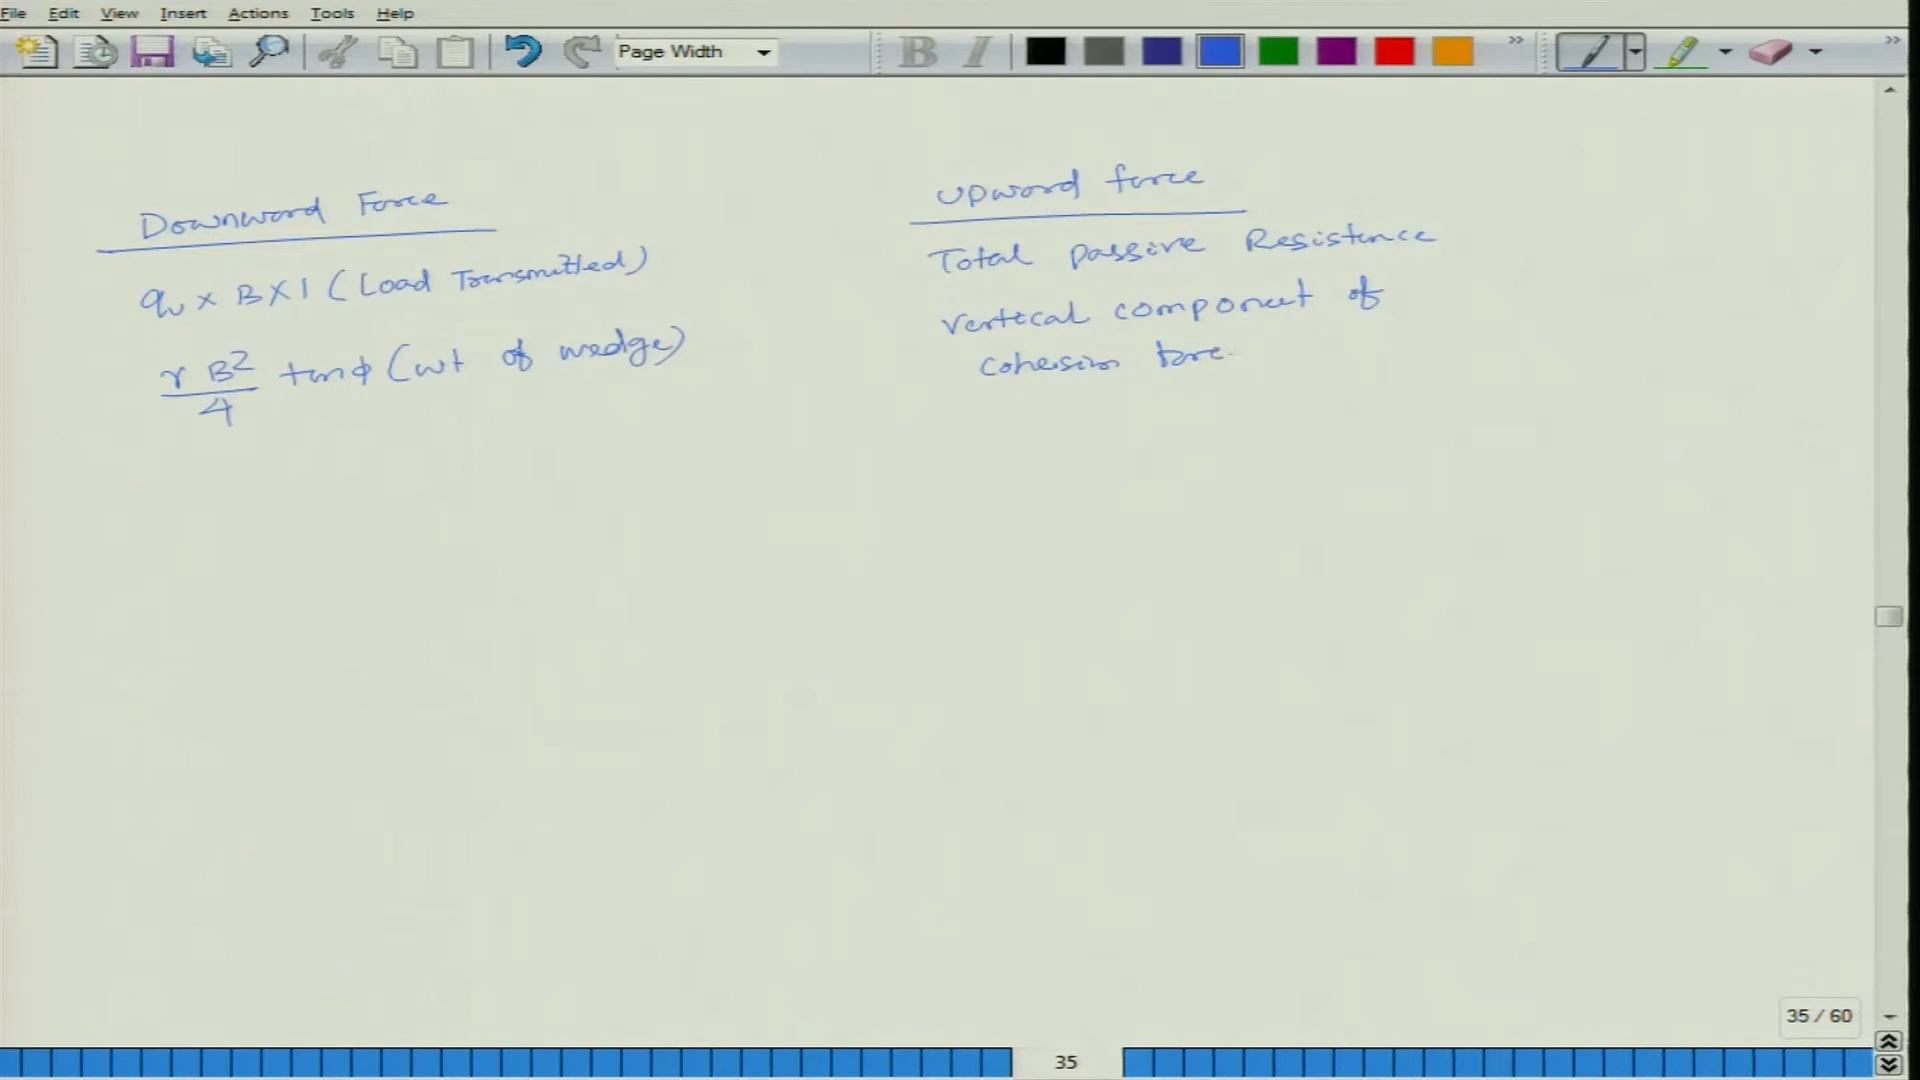 File Edit View Insert Actions Tools Help
Page Width
B I
Downward Force
qu × B × 1 (Load Transmitted)
γ B²/4 tanϕ (wt of wedge)
Upward force
Total passive Resistence
vertical component of
cohesion force
35 / 60
35